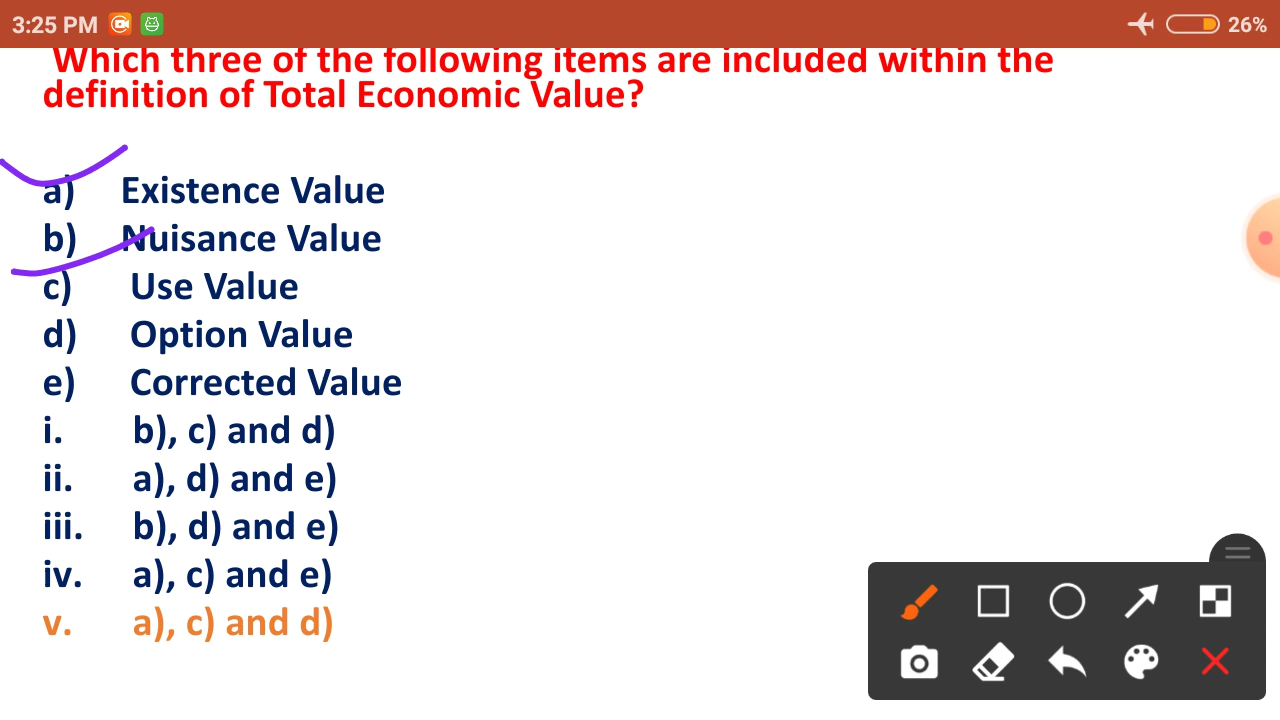 3:25 PM
26%
Which three of the following items are included within the
definition of Total Economic Value?
a) Existence Value
b) Nuisance Value
c) Use Value
d) Option Value
e) Corrected Value
i. b), c) and d)
ii. a), d) and e)
iii. b), d) and e)
iv. a), c) and e)
v. a), c) and d)